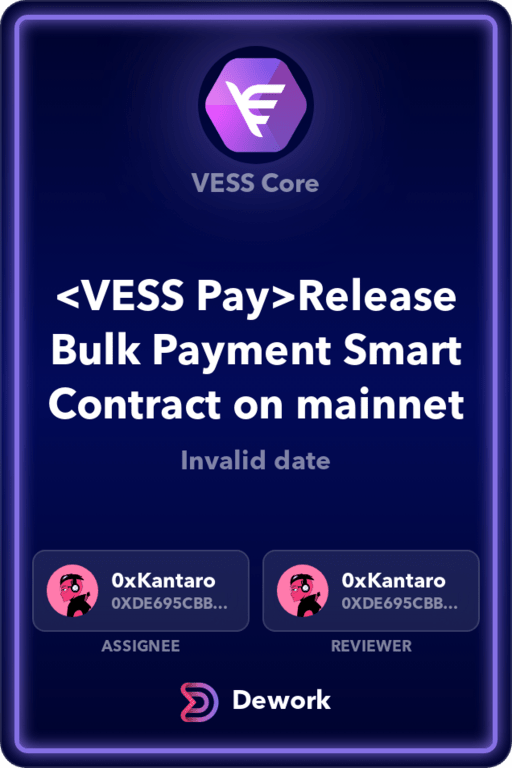 VESS Core
<VESS Pay>Release
Bulk Payment Smart
Contract on mainnet
Invalid date
0xKantaro
0XDE695CBB...
ASSIGNEE
0xKantaro
0XDE695CBB...
REVIEWER
Dework